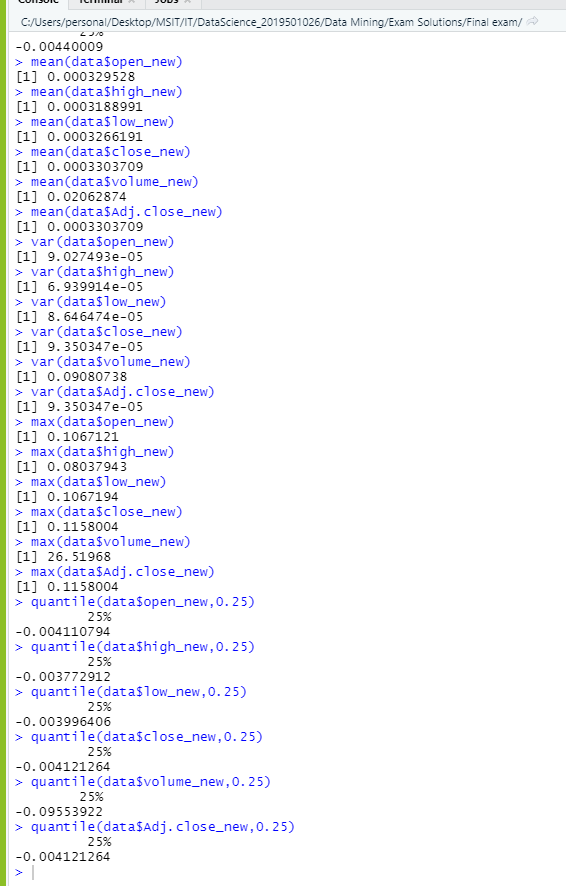 Console Terminal × Jobs ×
C:/Users/personal/Desktop/MSIT/IT/DataScience_2019501026/Data Mining/Exam Solutions/Final exam/
25%
-0.00440009
> mean(data$open_new)
[1] 0.000329528
> mean(data$high_new)
[1] 0.0003188991
> mean(data$low_new)
[1] 0.0003266191
> mean(data$close_new)
[1] 0.0003303709
> mean(data$volume_new)
[1] 0.02062874
> mean(data$Adj.close_new)
[1] 0.0003303709
> var(data$open_new)
[1] 9.027493e-05
> var(data$high_new)
[1] 6.939914e-05
> var(data$low_new)
[1] 8.646474e-05
> var(data$close_new)
[1] 9.350347e-05
> var(data$volume_new)
[1] 0.09080738
> var(data$Adj.close_new)
[1] 9.350347e-05
> max(data$open_new)
[1] 0.1067121
> max(data$high_new)
[1] 0.08037943
> max(data$low_new)
[1] 0.1067194
> max(data$close_new)
[1] 0.1158004
> max(data$volume_new)
[1] 26.51968
> max(data$Adj.close_new)
[1] 0.1158004
> quantile(data$open_new,0.25)
25%
-0.004110794
> quantile(data$high_new,0.25)
25%
-0.003772912
> quantile(data$low_new,0.25)
25%
-0.003996406
> quantile(data$close_new,0.25)
25%
-0.004121264
> quantile(data$volume_new,0.25)
25%
-0.09553922
> quantile(data$Adj.close_new,0.25)
25%
-0.004121264
>